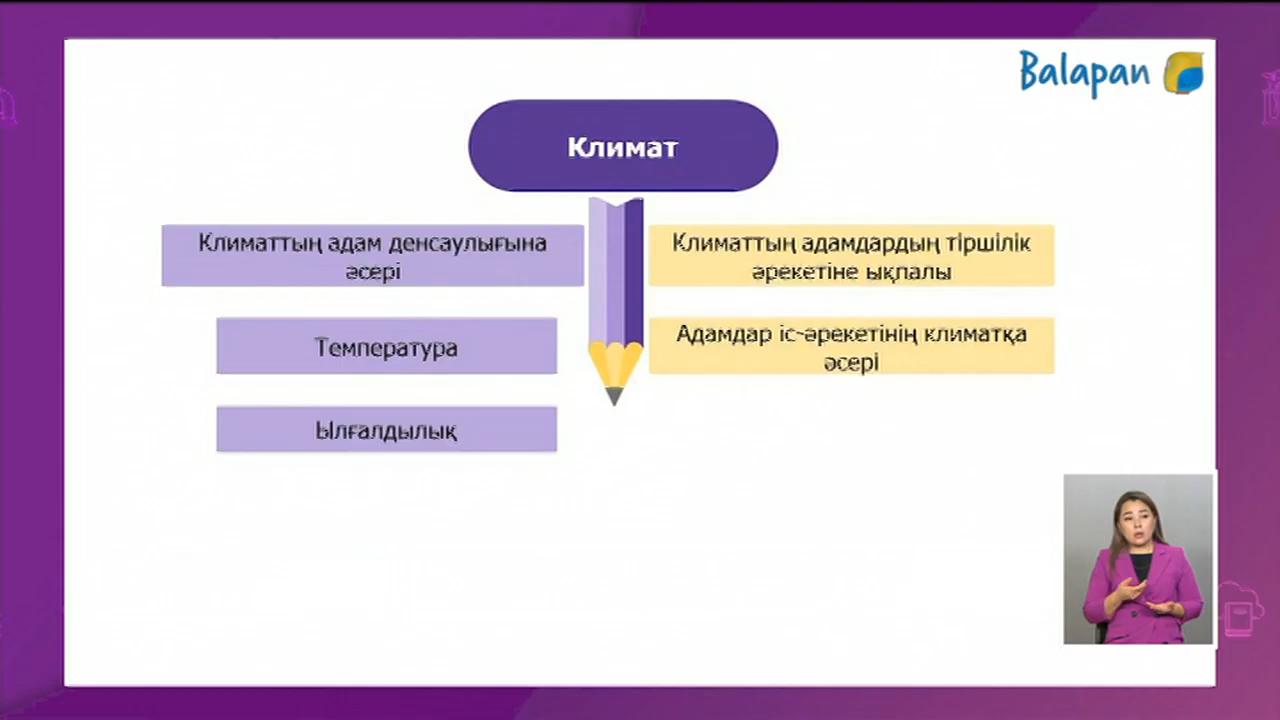 Balapan
Климат
Климаттың адам денсаулығына
әсері
Температура
Ылғалдылық
Климаттың адамдардың тіршілік
әрекетіне ықпалы
Адамдар іс-әрекетінің климатқа
әсері